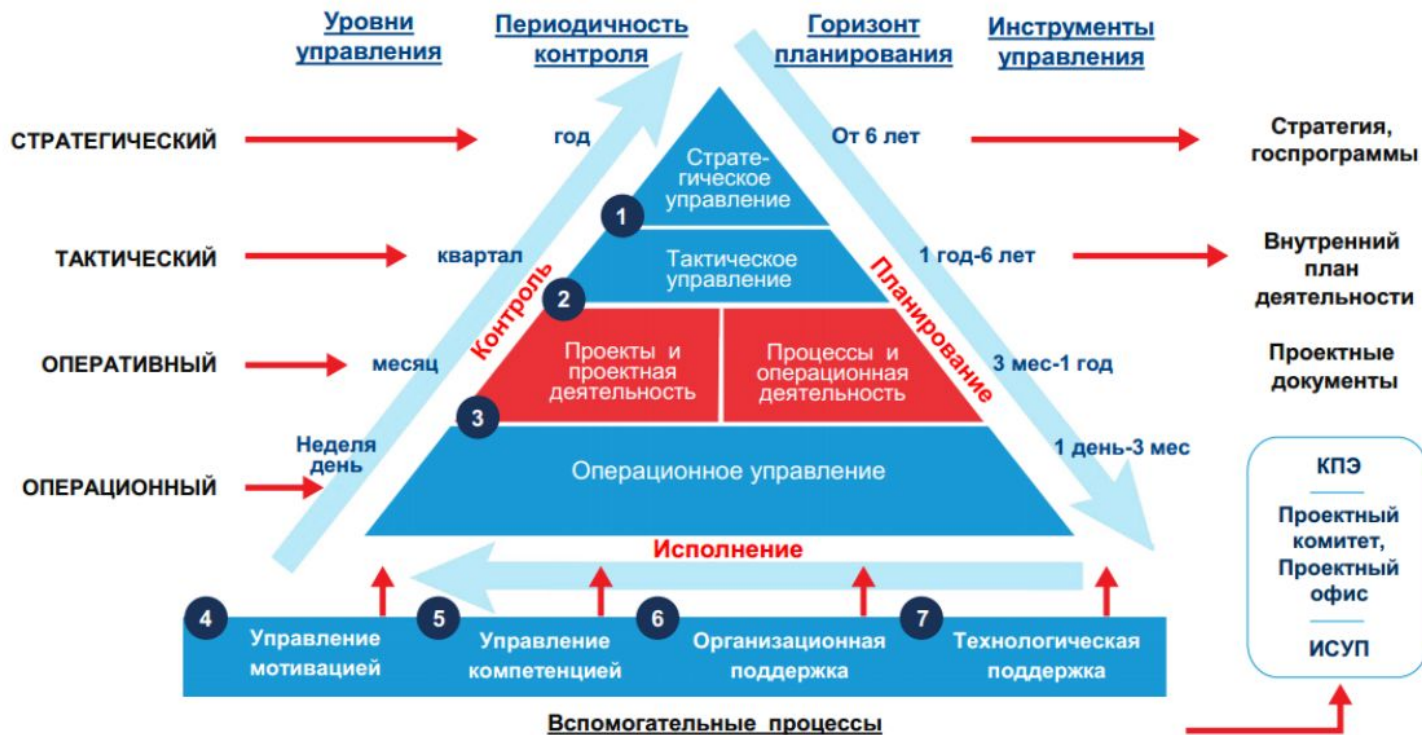 Уровни
управления
Периодичность
контроля
Горизонт
планирования
Инструменты
управления
СТРАТЕГИЧЕСКИЙ
год
Страте-
гическое
управление
От 6 лет
Стратегия,
госпрограммы
1
ТАКТИЧЕСКИЙ
квартал
Тактическое
управление
1 год-6 лет
Внутренний
план
деятельности
2
Контроль
Планирование
ОПЕРАТИВНЫЙ
месяц
Проекты и
проектная
деятельность
Процессы и
операционная
деятельность
3 мес-1 год
Проектные
документы
3
ОПЕРАЦИОННЫЙ
Неделя
день
Операционное управление
1 день-3 мес
КПЭ
Проектный
комитет,
Проектный
офис
ИСУП
Исполнение
4
Управление
мотивацией
5
Управление
компетенцией
6
Организационная
поддержка
7
Технологическая
поддержка
Вспомогательные процессы